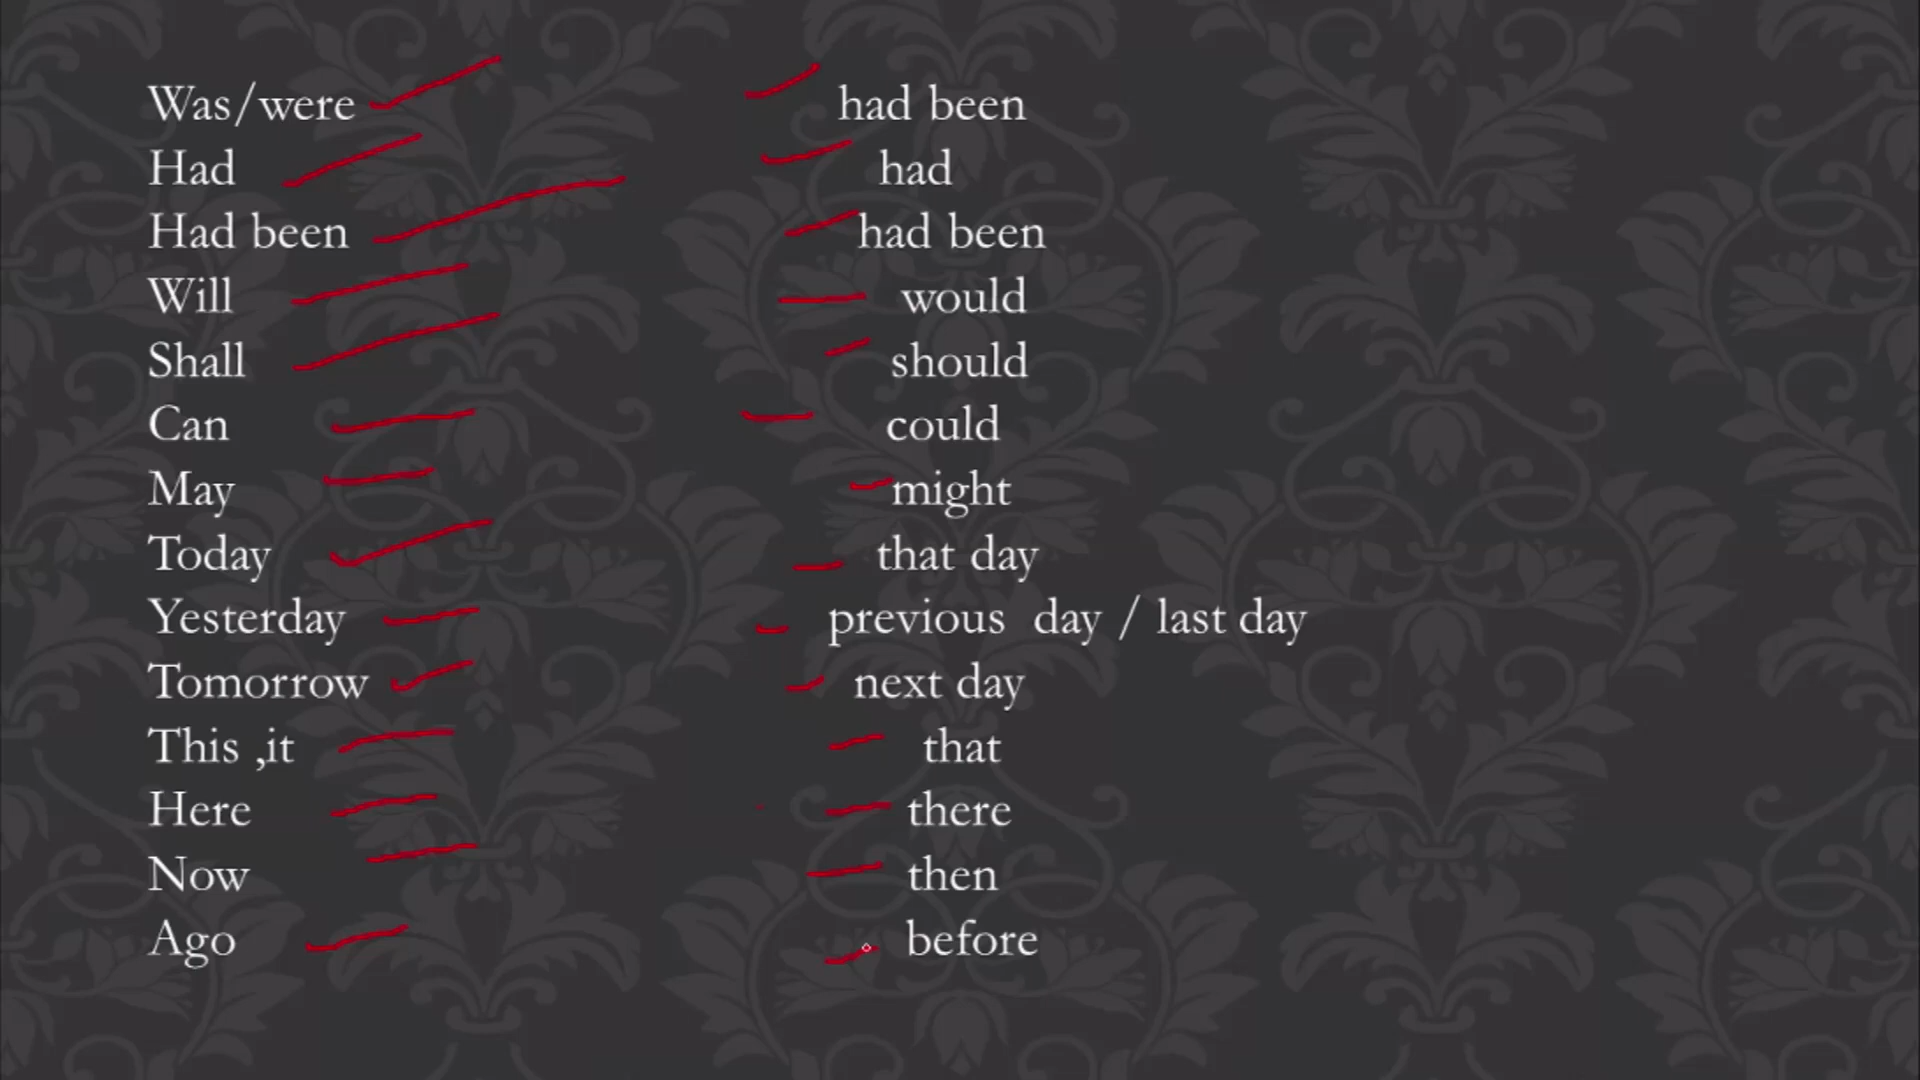 Was/were had been
Had had
Had been had been
Will would
Shall should
Can could
May might
Today that day
Yesterday previous day / last day
Tomorrow next day
This ,it that
Here there
Now then
Ago before